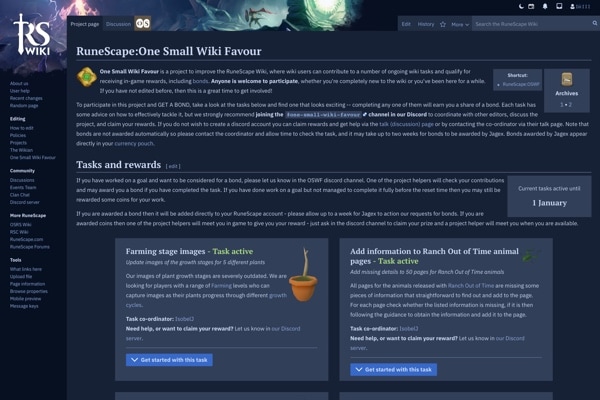 RS
WIKI
Project page
Discussion
Edit
History
More
Search the RuneScape Wiki
About us
User help
Recent changes
Random page
Editing
How to edit
Policies
Projects
The Wikian
One Small Wiki Favour
Community
Discussions
Events Team
Clan Chat
Discord server
More RuneScape
OSRS Wiki
RSC Wiki
RuneScape.com
RuneScape Forums
Tools
What links here
Upload file
Page information
Browse properties
Mobile preview
Message keys
RuneScape:One Small Wiki Favour
One Small Wiki Favour is a project to improve the RuneScape Wiki, where wiki users can contribute to a number of ongoing wiki tasks and qualify for
receiving in-game rewards, including bonds. Anyone is welcome to participate, whether you're completely new to the wiki or you've been here for a while.
If you have not edited before, then this is a great time to get involved!
Shortcut:
RuneScape:OSWF
Archives
1 • 2
To participate in this project and GET A BOND, take a look at the tasks below and find one that looks exciting -- completing any one of them will earn you a share of a bond. Each task has
some advice on how to effectively tackle it, but we strongly recommend joining the #one-small-wiki-favour channel in our Discord to coordinate with other editors, discuss the
project, and claim your rewards. If you do not wish to create a discord account you can claim rewards and get help via the talk (discussion) page or by contacting the co-ordinator via their talk page. Note
that bonds are not awarded automatically so please contact the coordinator and allow time to check the task, and it may take up to two weeks for bonds to be awarded by Jagex. Bonds awarded by Jagex appear
directly in your currency pouch.
Tasks and rewards [edit]
If you have worked on a goal and want to be considered for a bond, please let us know in the OSWF discord channel. One of the project helpers will check your contributions
and may award you a bond if you have completed the task. If you have done work on a goal but not managed to complete it fully before the reset time then you may still be
rewarded some coins for your work.
Current tasks active until
1 January
If you are awarded a bond then it will be added directly to your RuneScape account - please allow up to a week for Jagex to action our requests for bonds. If you are
awarded coins then one of the project helpers will meet you in game to give you your reward - just ask in the discord channel to claim your prize and a project helper will meet you when you are available.
Farming stage images - Task active
Update images of the growth stages for 5 different plants
Our images of plant growth stages are severely outdated. We are
looking for players with a range of Farming levels who can
capture images as their plants progress through different growth
cycles.
Task co-ordinator: IsobelJ
Need help, or want to claim your reward? Let us know in our Discord
server.
Get started with this task
Add information to Ranch Out of Time animal
pages - Task active
Add missing details to 50 pages for Ranch Out of Time animals
All pages for the animals released with Ranch Out of Time are missing some
pieces of information that straightforward to find out and add to the page.
For each page check whether the listed information is missing, if it is then
following the guidance to obtain the information and add it to the page.
Task co-ordinator: IsobelJ
Need help, or want to claim your reward? Let us know in our Discord
server.
Get started with this task